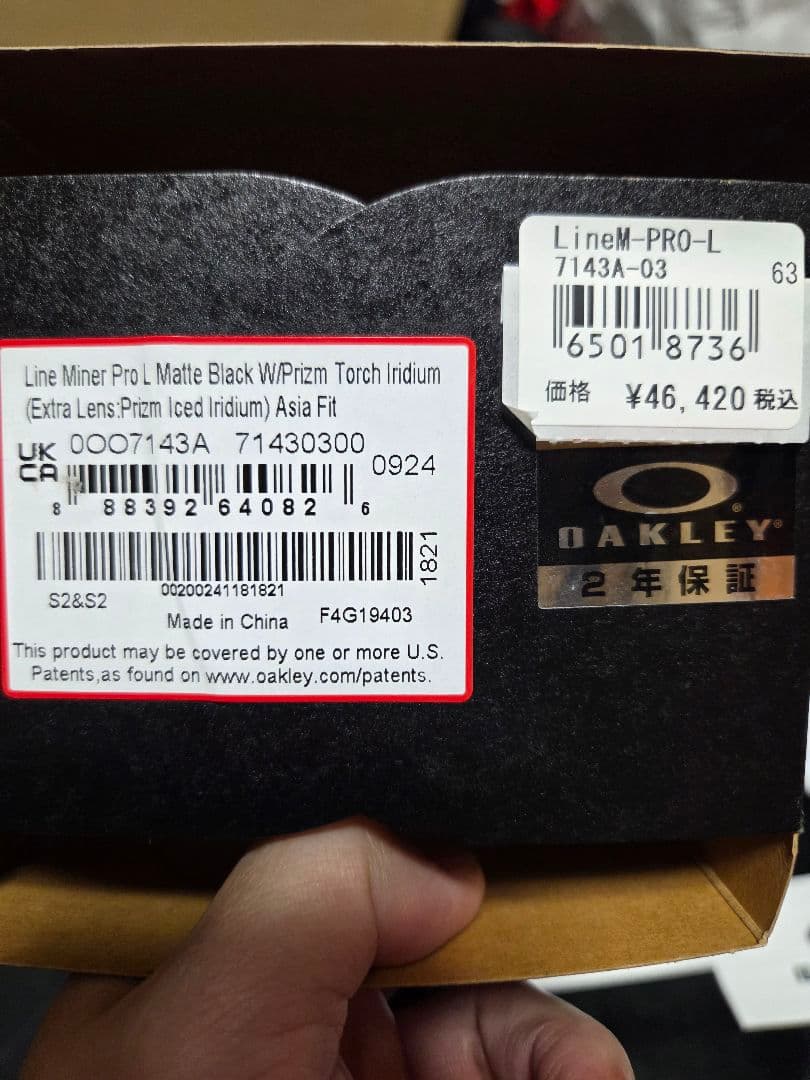 LineM-PRO-L
7143A-03
63
6501 8736
価格 ¥46,420 税込
Line Miner Pro L Matte Black W/Prizm Torch Iridium
(Extra Lens:Prizm Iced Iridium) Asia Fit
UK
CA
0OO7143A 71430300
0924
8 88392 64082 6
1821
00200241181821
S2&S2
Made in China F4G19403
This product may be covered by one or more U.S.
Patents,as found on www.oakley.com/patents.
OAKLEY®
2年保証